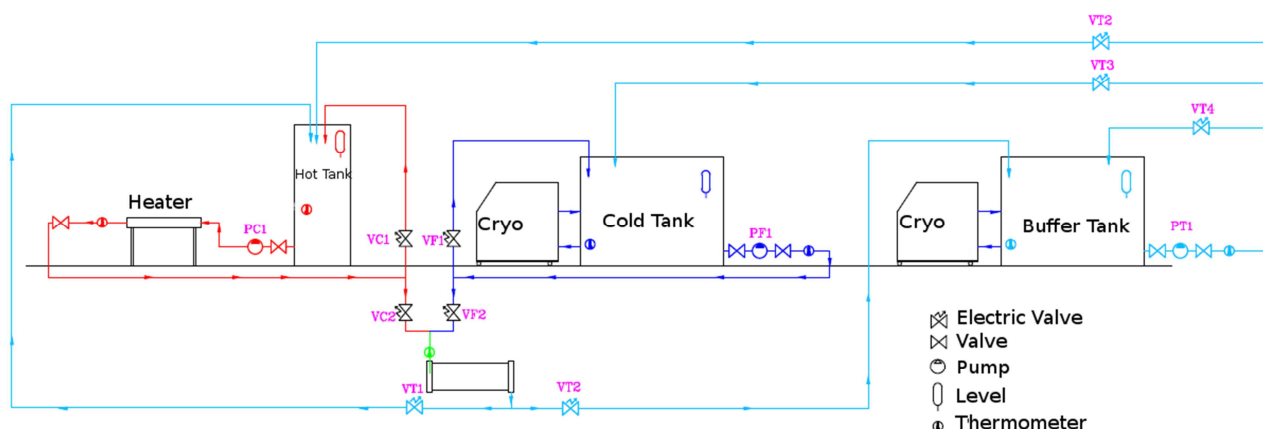 VT2
VT3
VT4
Hot Tank
Heater
PC1
VC1
VF1
Cryo
Cold Tank
PF1
Cryo
Buffer Tank
PT1
VC2
VF2
VT1
VT2
Electric Valve
Valve
Pump
Level
Thermometer